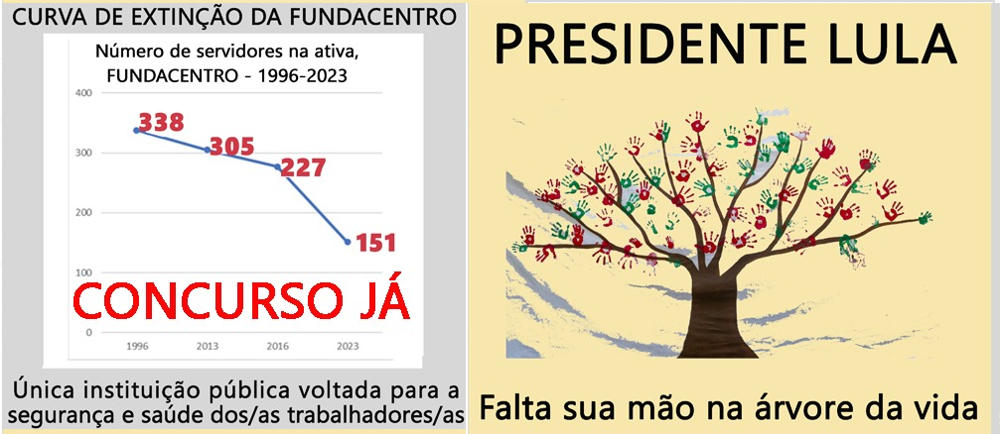 CURVA DE EXTINÇÃO DA FUNDACENTRO
Número de servidores na ativa,
FUNDACENTRO - 1996-2023
400
338
300
305
227
200
151
100
CONCURSO JÁ
0
1996 2013 2016 2023
Única instituição pública voltada para a
segurança e saúde dos/as trabalhadores/as
PRESIDENTE LULA
Falta sua mão na árvore da vida